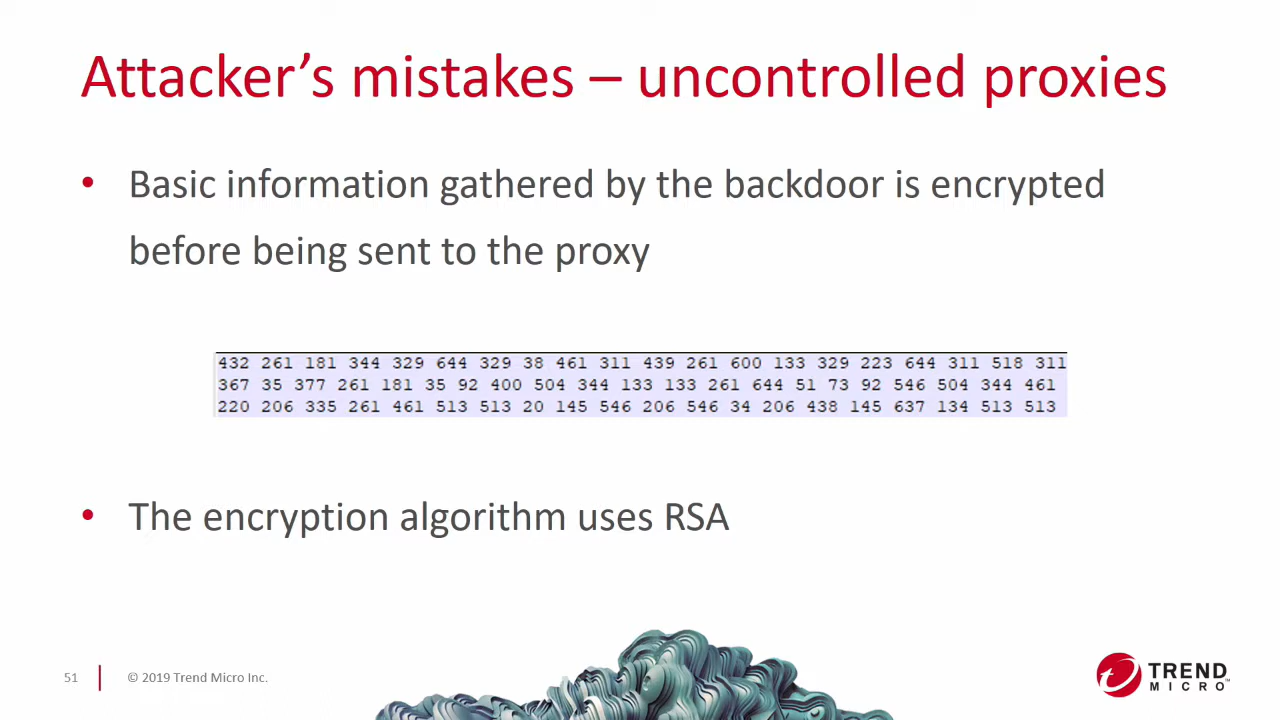 Attacker’s mistakes – uncontrolled proxies
• Basic information gathered by the backdoor is encrypted
before being sent to the proxy
432 261 181 344 329 644 329 38 461 311 439 261 600 133 329 223 644 311 518 311
367 35 377 261 181 35 92 400 504 344 133 133 261 644 51 73 92 546 504 344 461
220 206 335 261 461 513 513 20 145 546 206 546 34 206 438 145 637 134 513 513
• The encryption algorithm uses RSA
51
© 2019 Trend Micro Inc.
TREND
MICRO™